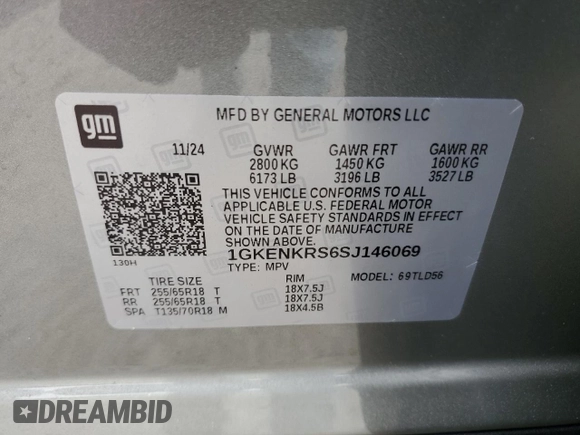 gm
MFD BY GENERAL MOTORS LLC
11/24 GVWR GAWR FRT GAWR RR
2800 KG 1450 KG 1600 KG
6173 LB 3196 LB 3527 LB
THIS VEHICLE CONFORMS TO ALL
APPLICABLE U.S. FEDERAL MOTOR
VEHICLE SAFETY STANDARDS IN EFFECT
ON THE DATE OF MANUFACTURE
SHOWN ABOVE.
1GKENKRS6SJ146069
130H
TYPE: MPV MODEL: 69TLD56
TIRE SIZE RIM
FRT 255/65R18 T 18X7.5J
RR 255/65R18 T 18X7.5J
SPA T135/70R18 M 18X4.5B
DREAMBID